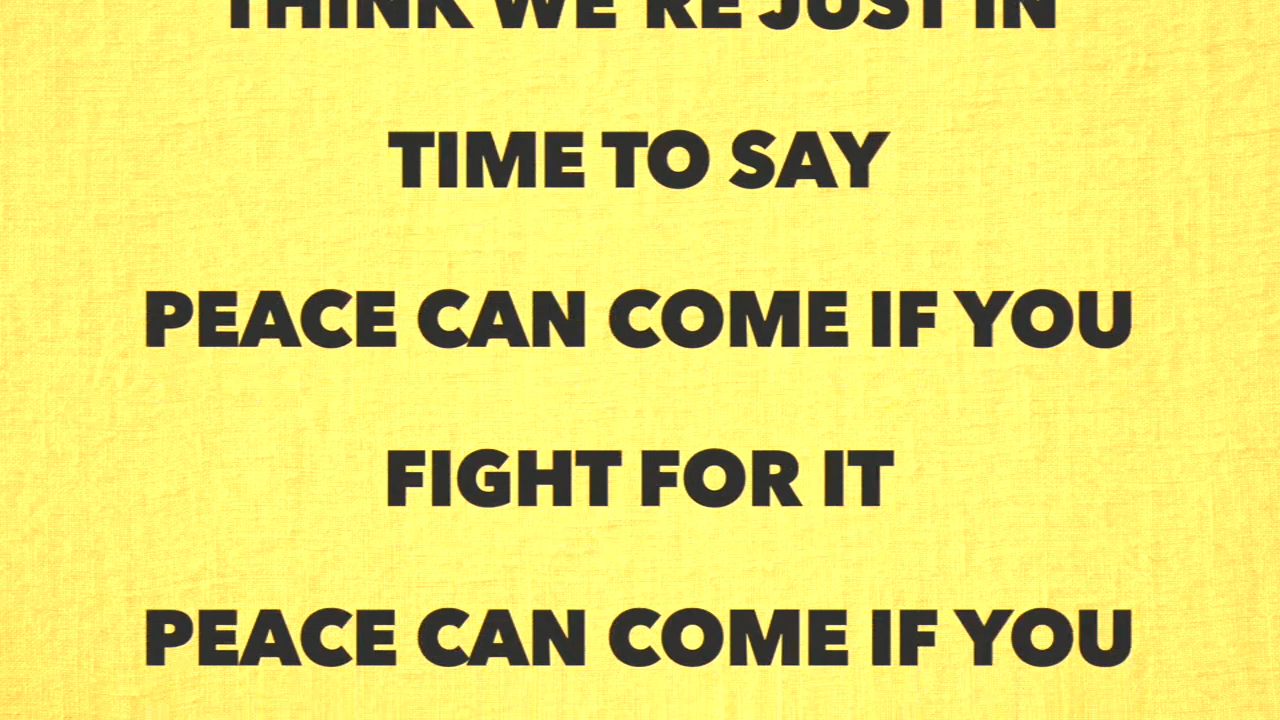 THINK WE'RE JUST IN
TIME TO SAY
PEACE CAN COME IF YOU
FIGHT FOR IT
PEACE CAN COME IF YOU